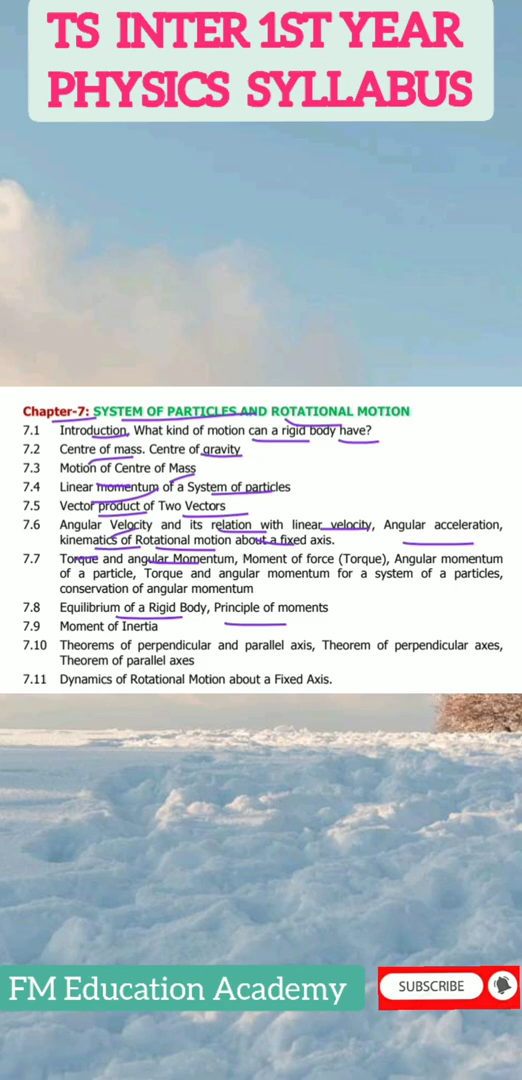 TS INTER 1ST YEAR
PHYSICS SYLLABUS
Chapter-7: SYSTEM OF PARTICLES AND ROTATIONAL MOTION
7.1 Introduction, What kind of motion can a rigid body have?
7.2 Centre of mass. Centre of gravity
7.3 Motion of Centre of Mass
7.4 Linear momentum of a System of particles
7.5 Vector product of Two Vectors
7.6 Angular Velocity and its relation with linear velocity, Angular acceleration,
kinematics of Rotational motion about a fixed axis.
7.7 Torque and angular Momentum, Moment of force (Torque), Angular momentum
of a particle, Torque and angular momentum for a system of a particles,
conservation of angular momentum
7.8 Equilibrium of a Rigid Body, Principle of moments
7.9 Moment of Inertia
7.10 Theorems of perpendicular and parallel axis, Theorem of perpendicular axes,
Theorem of parallel axes
7.11 Dynamics of Rotational Motion about a Fixed Axis.
FM Education Academy
SUBSCRIBE